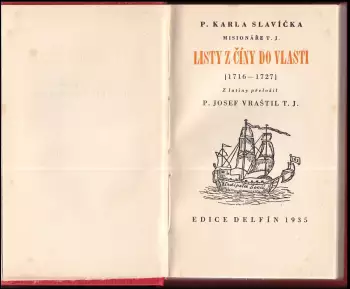 P. KARLA SLAVÍČKA
MISIONÁŘE T. J.
LISTY Z ČÍNY DO VLASTI
[1716—1727]
Z latiny přeložil
P. JOSEF VRAŠTIL T. J.
EDICE DELFÍN 1935